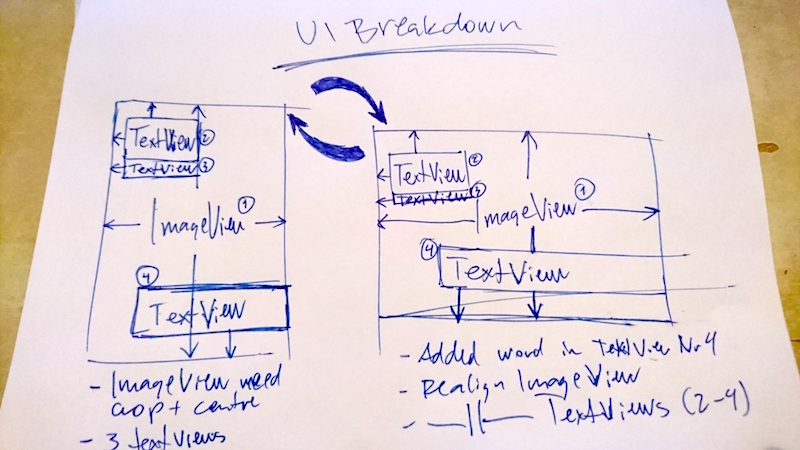 UI Breakdown
TextView 2
TextView 3
ImageView 1
4
TextView
- ImageView need
crop + centre
- 3 textViews
TextView 2
TextView 3
ImageView 1
4
TextView
- Added word in TextView Nr 4
- Realign ImageView
- —||— TextViews (2-4)